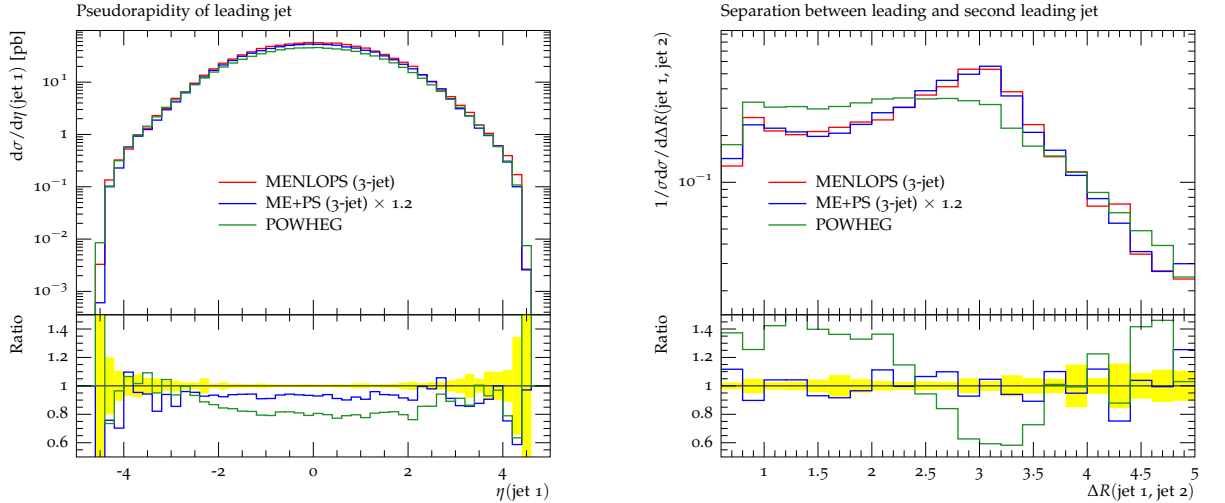 Pseudorapidity of leading jet
dσ/dη(jet 1) [pb]
10^1
1
10^−1
10^−2
10^−3
MENLOPS (3-jet)
ME+PS (3-jet) × 1.2
POWHEG
Ratio
1.4
1.2
1
0.8
0.6
-4 -2 0 2 4
η(jet 1)
Separation between leading and second leading jet
1/σdσ/dΔR(jet 1, jet 2)
10^−1
MENLOPS (3-jet)
ME+PS (3-jet) × 1.2
POWHEG
Ratio
1.4
1.2
1
0.8
0.6
1 1.5 2 2.5 3 3.5 4 4.5 5
ΔR(jet 1, jet 2)